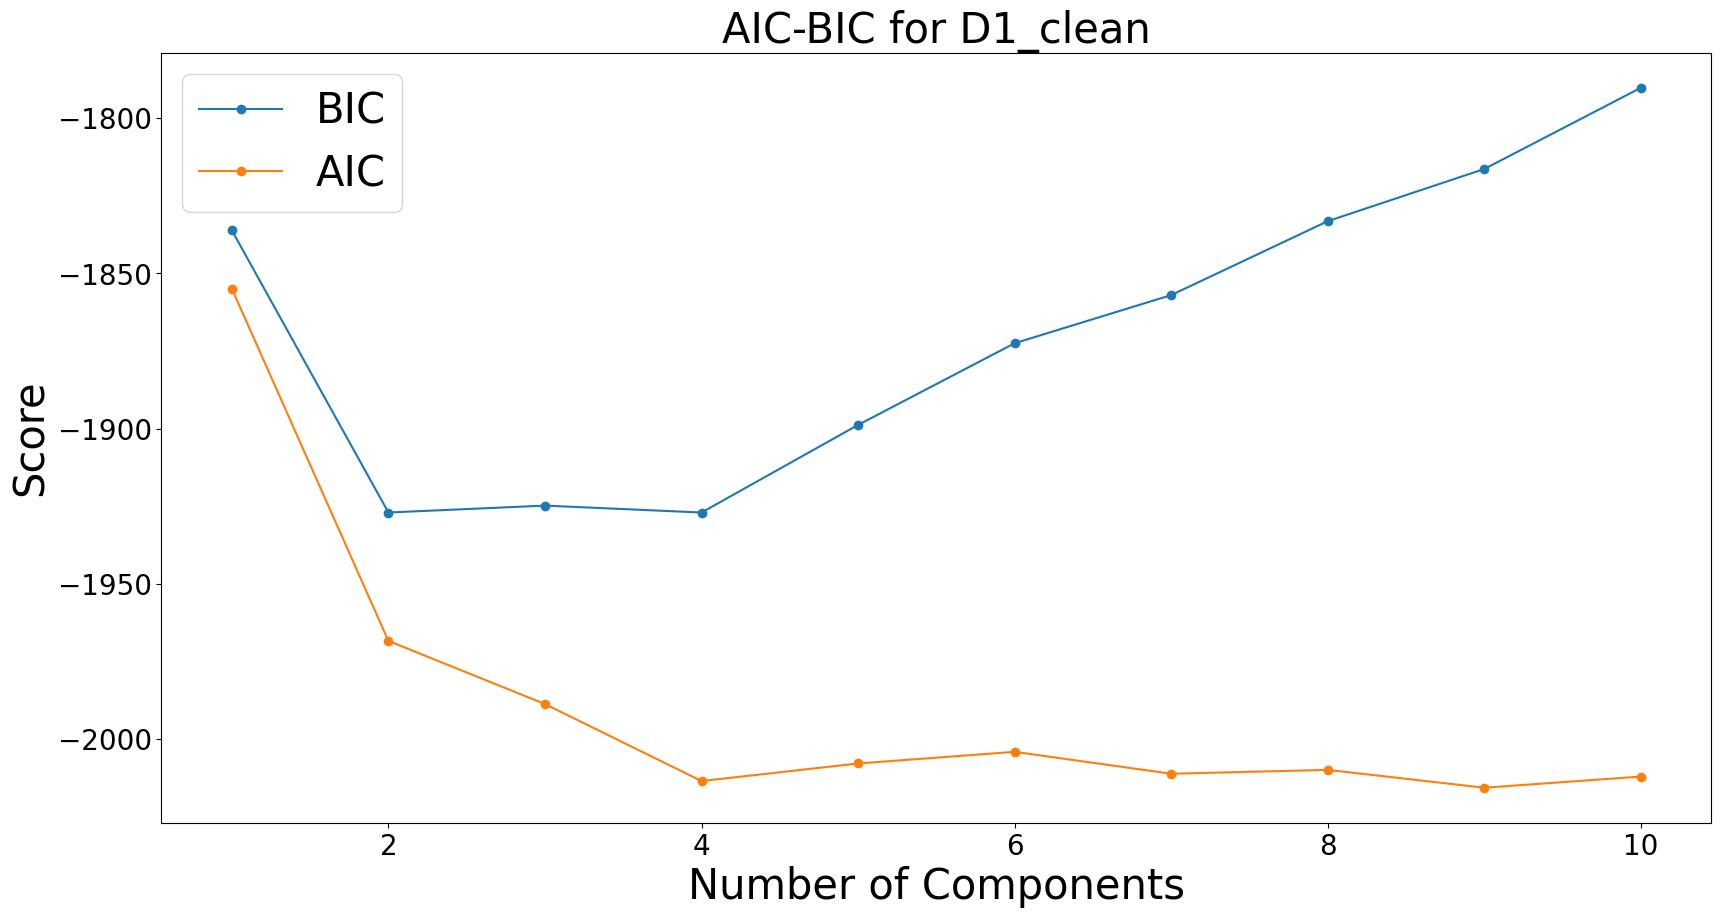 AIC-BIC for D1_clean
BIC
AIC
Score
−1800
−1850
−1900
−1950
−2000
2 4 6 8 10
Number of Components